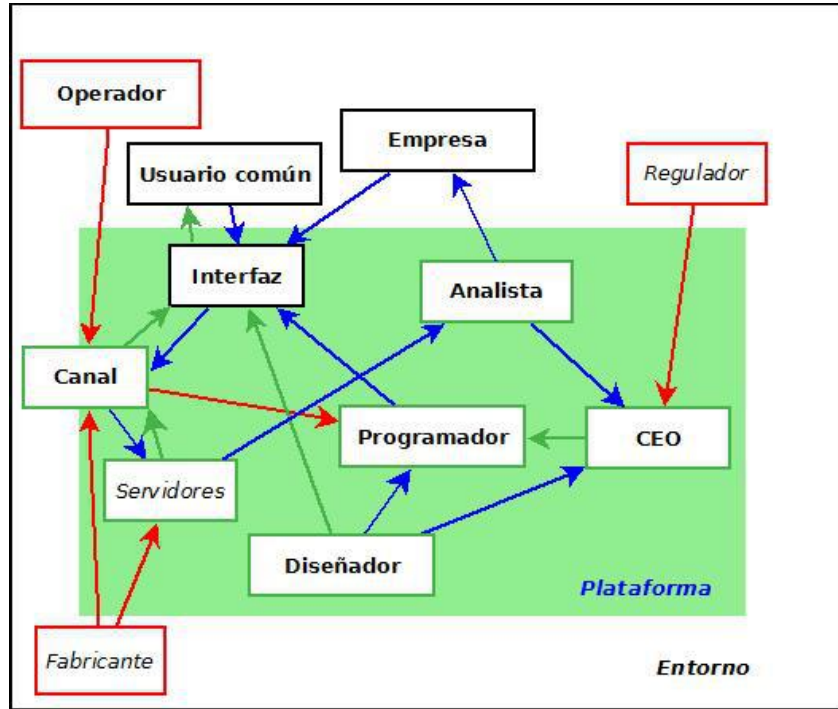 Operador
Empresa
Usuario común
Regulador
Interfaz
Analista
Canal
Programador
CEO
Servidores
Diseñador
Plataforma
Fabricante
Entorno